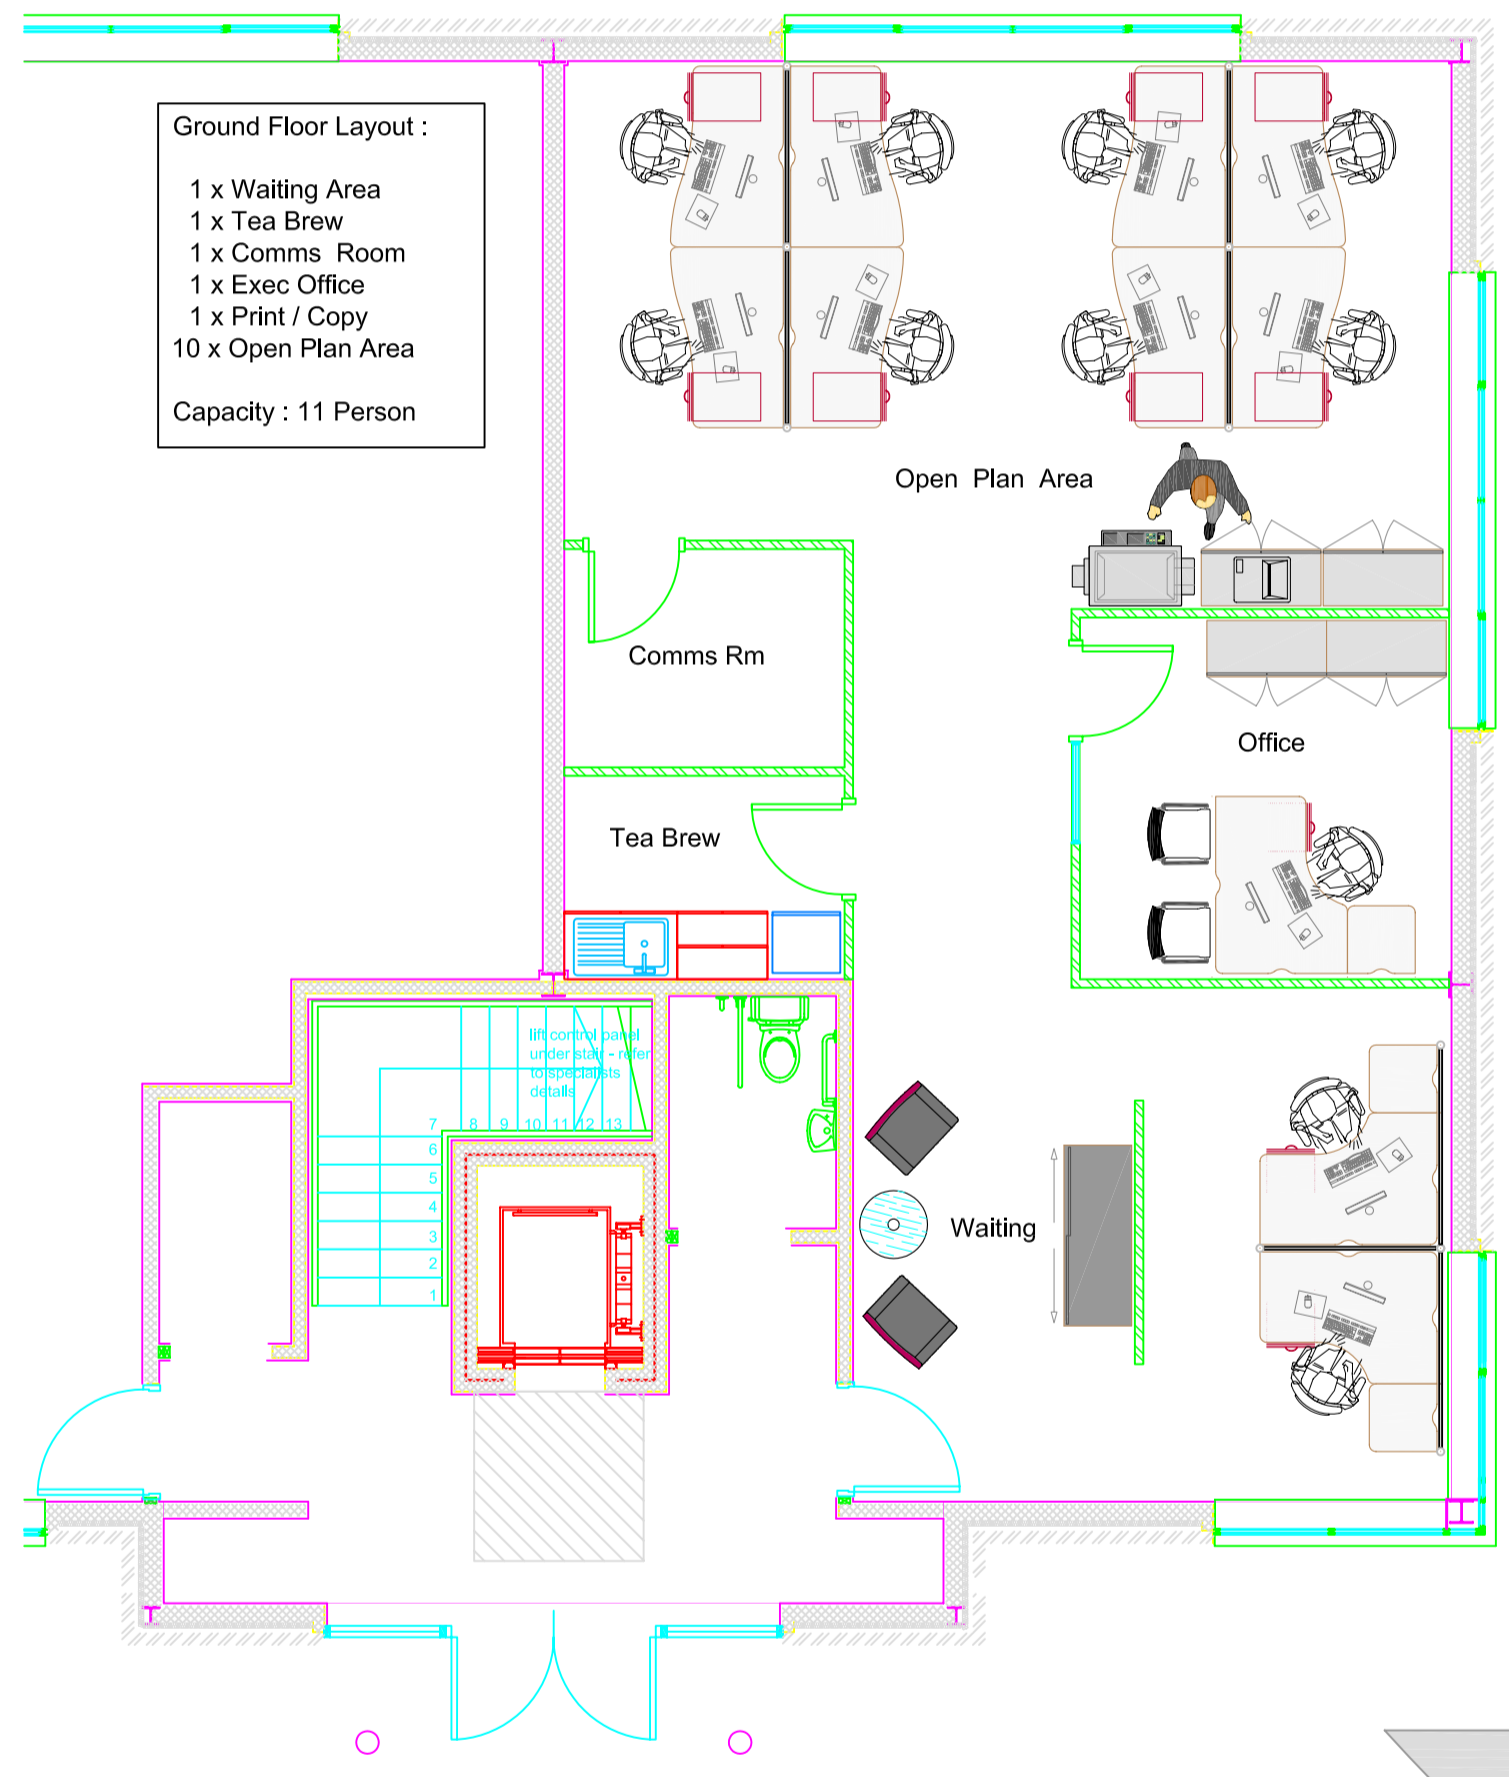 Ground Floor Layout :
1 x Waiting Area
1 x Tea Brew
1 x Comms Room
1 x Exec Office
1 x Print / Copy
10 x Open Plan Area
Capacity : 11 Person
Open Plan Area
Comms Rm
Office
Tea Brew
lift control panel
under stair - refer
to specialists
details
7 8 9 10 11 12 13
6
5
4
3
2
1
Waiting